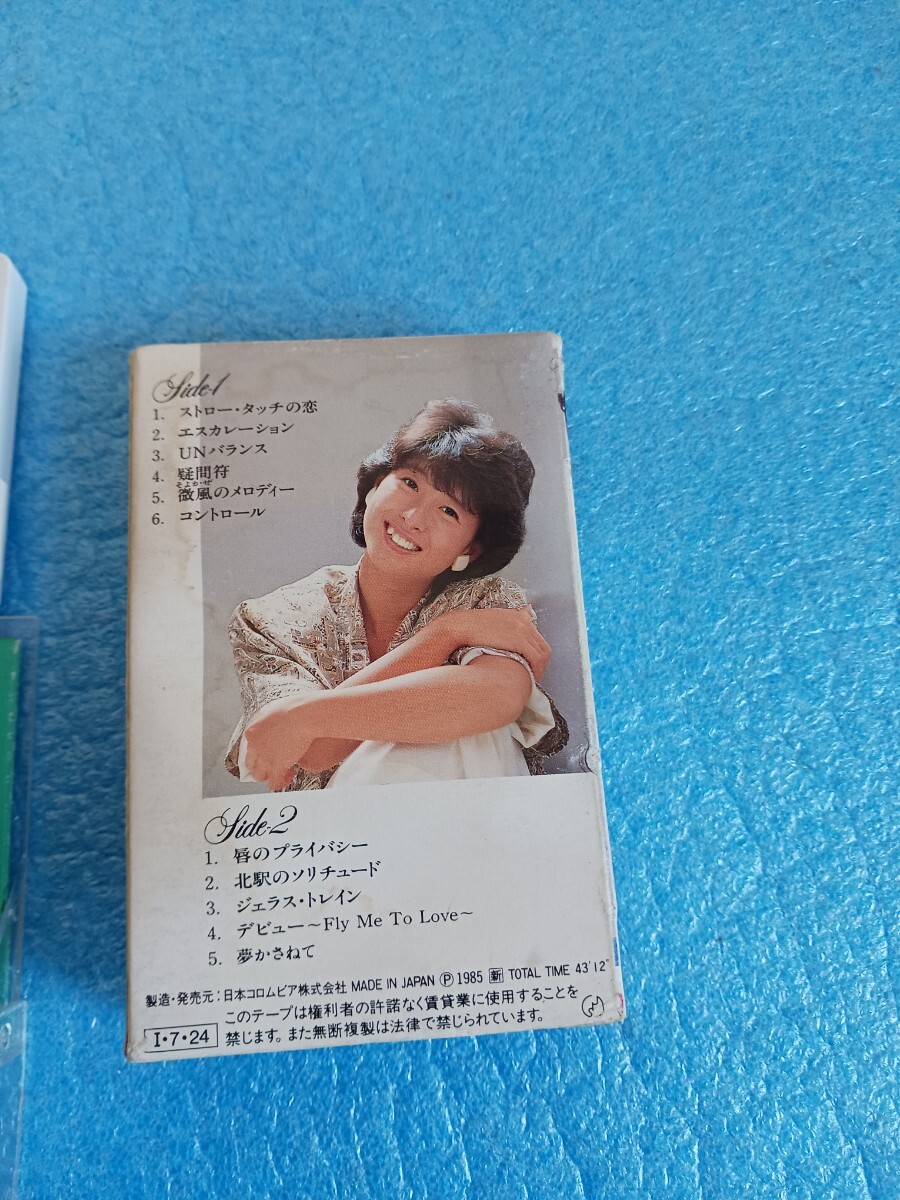 Side-1
1. ストロー・タッチの恋
2. エスカレーション
3. UNバランス
4. 疑問符
そよかぜ
5. 微風のメロディー
6. コントロール
Side-2
1. 唇のプライバシー
2. 北駅のソリチュード
3. ジェラス・トレイン
4. デビュー～Fly Me To Love～
5. 夢かさねて
製造・発売元：日本コロムビア株式会社 MADE IN JAPAN Ⓟ1985 新 TOTAL TIME 43'12"
このテープは権利者の許諾なく賃貸業に使用することを
禁じます。また無断複製は法律で禁じられています。
I・7・24